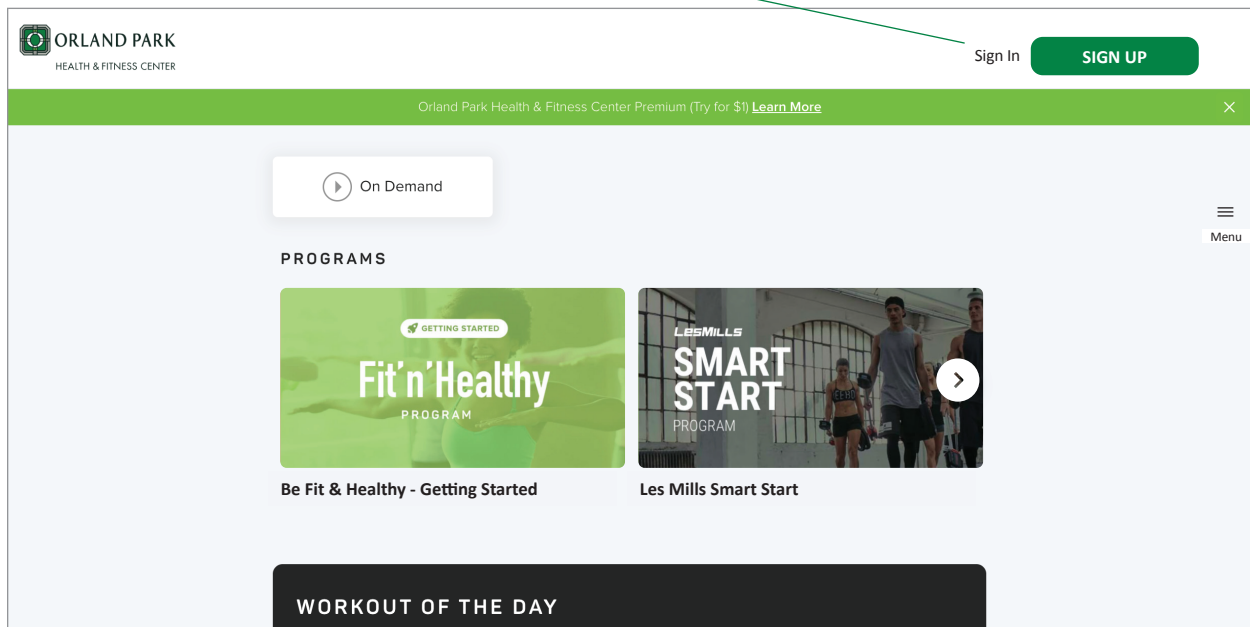 ORLAND PARK
HEALTH & FITNESS CENTER
Sign In
SIGN UP
Orland Park Health & Fitness Center Premium (Try for $1) Learn More
On Demand
Menu
PROGRAMS
GETTING STARTED
Fit'n'Healthy
PROGRAM
LESMILLS
SMART
START
PROGRAM
Be Fit & Healthy - Getting Started
Les Mills Smart Start
WORKOUT OF THE DAY